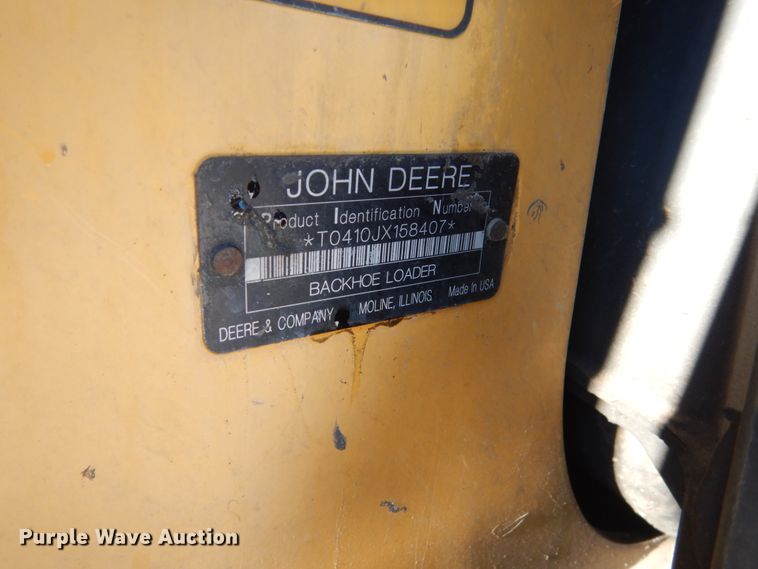 JOHN DEERE
Product Identification Number
*T0410JX158407*
BACKHOE LOADER
DEERE & COMPANY MOLINE, ILLINOIS. Made In USA
Purple Wave Auction